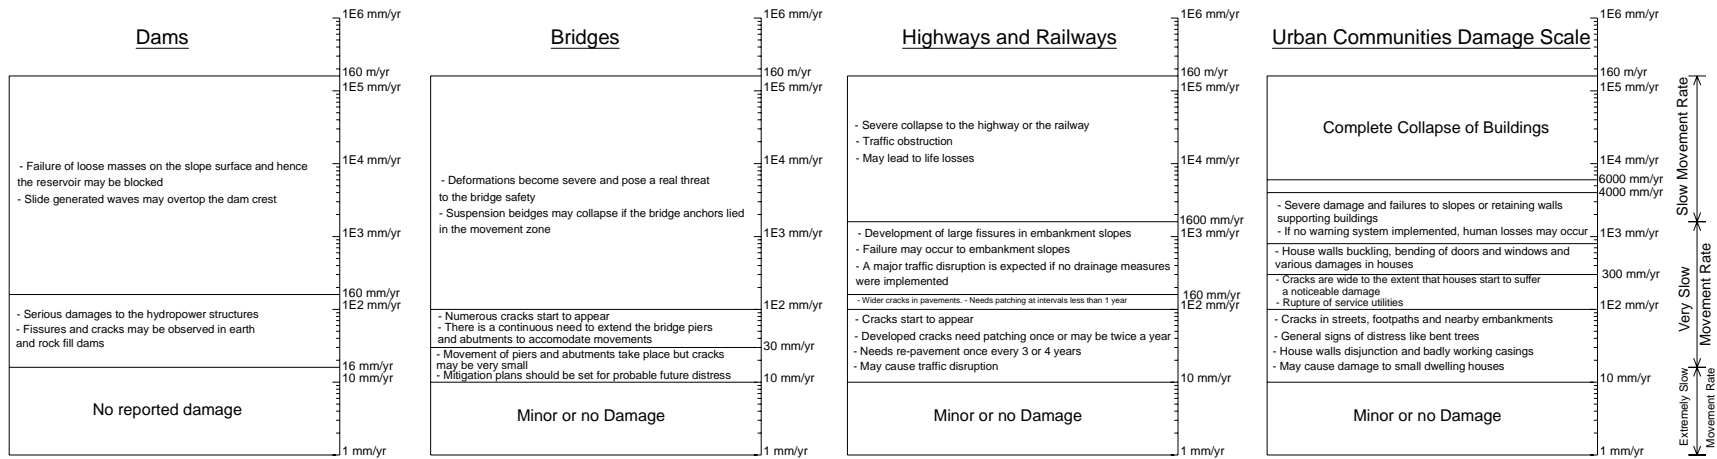 Dams
1E6 mm/yr
160 m/yr
1E5 mm/yr
- Failure of loose masses on the slope surface and hence
the reservoir may be blocked
- Slide generated waves may overtop the dam crest
1E4 mm/yr
1E3 mm/yr
160 mm/yr
1E2 mm/yr
- Serious damages to the hydropower structures
- Fissures and cracks may be observed in earth
and rock fill dams
16 mm/yr
10 mm/yr
No reported damage
1 mm/yr
Bridges
1E6 mm/yr
160 m/yr
1E5 mm/yr
1E4 mm/yr
- Deformations become severe and pose a real threat
to the bridge safety
- Suspension beidges may collapse if the bridge anchors lied
in the movement zone
1E3 mm/yr
1E2 mm/yr
- Numerous cracks start to appear
- There is a continuous need to extend the bridge piers
and abutments to accomodate movements
30 mm/yr
- Movement of piers and abutments take place but cracks
may be very small
- Mitigation plans should be set for probable future distress
10 mm/yr
Minor or no Damage
1 mm/yr
Highways and Railways
1E6 mm/yr
160 m/yr
1E5 mm/yr
- Severe collapse to the highway or the railway
- Traffic obstruction
- May lead to life losses
1E4 mm/yr
1600 mm/yr
1E3 mm/yr
- Development of large fissures in embankment slopes
- Failure may occur to embankment slopes
- A major traffic disruption is expected if no drainage measures
were implemented
160 mm/yr
- Wider cracks in pavements. - Needs patching at intervals less than 1 year
1E2 mm/yr
- Cracks start to appear
- Developed cracks need patching once or may be twice a year
- Needs re-pavement once every 3 or 4 years
- May cause traffic disruption
10 mm/yr
Minor or no Damage
1 mm/yr
Urban Communities Damage Scale
1E6 mm/yr
160 m/yr
1E5 mm/yr
Complete Collapse of Buildings
1E4 mm/yr
6000 mm/yr
4000 mm/yr
- Severe damage and failures to slopes or retaining walls
supporting buildings
- If no warning system implemented, human losses may occur
1E3 mm/yr
- House walls buckling, bending of doors and windows and
various damages in houses
300 mm/yr
- Cracks are wide to the extent that houses start to suffer
a noticeable damage
- Rupture of service utilities
1E2 mm/yr
- Cracks in streets, footpaths and nearby embankments
- General signs of distress like bent trees
- House walls disjunction and badly working casings
- May cause damage to small dwelling houses
10 mm/yr
Minor or no Damage
1 mm/yr
Slow Movement Rate
Very Slow
Movement Rate
Extremely Slow
Movement Rate